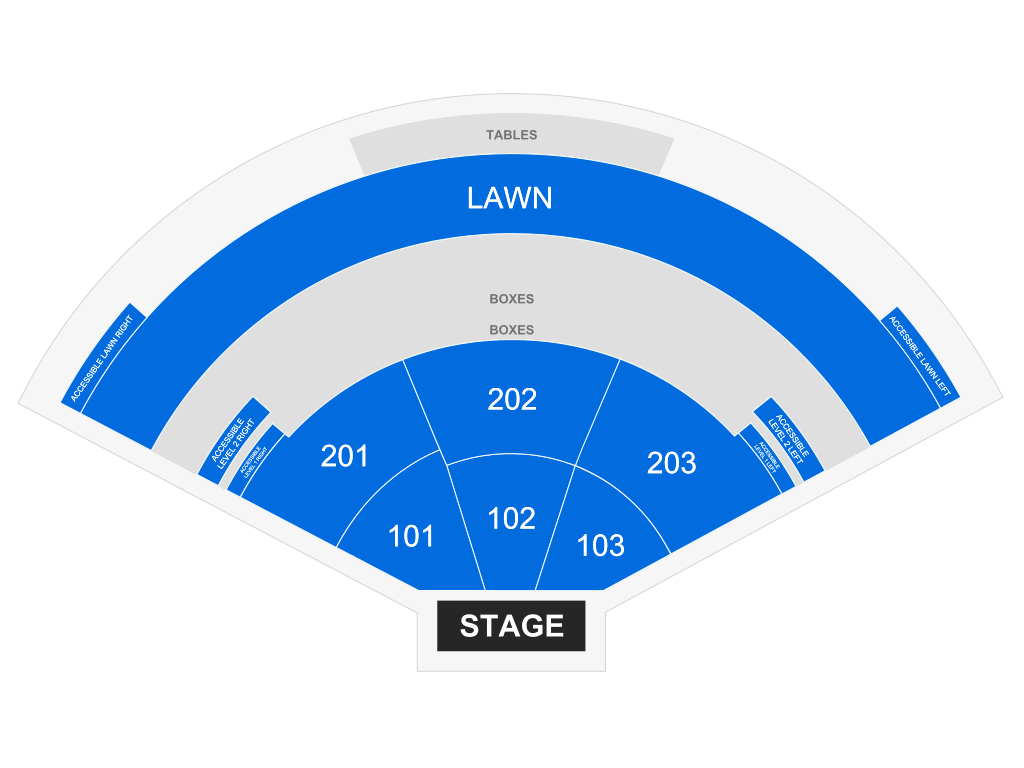 TABLES
LAWN
BOXES
BOXES
ACCESSIBLE LAWN RIGHT
ACCESSIBLE LAWN LEFT
202
ACCESSIBLE
LEVEL 2 RIGHT
ACCESSIBLE
LEVEL 1 RIGHT
201
203
ACCESSIBLE
LEVEL 2 LEFT
ACCESSIBLE
LEVEL 1 LEFT
101
102
103
STAGE